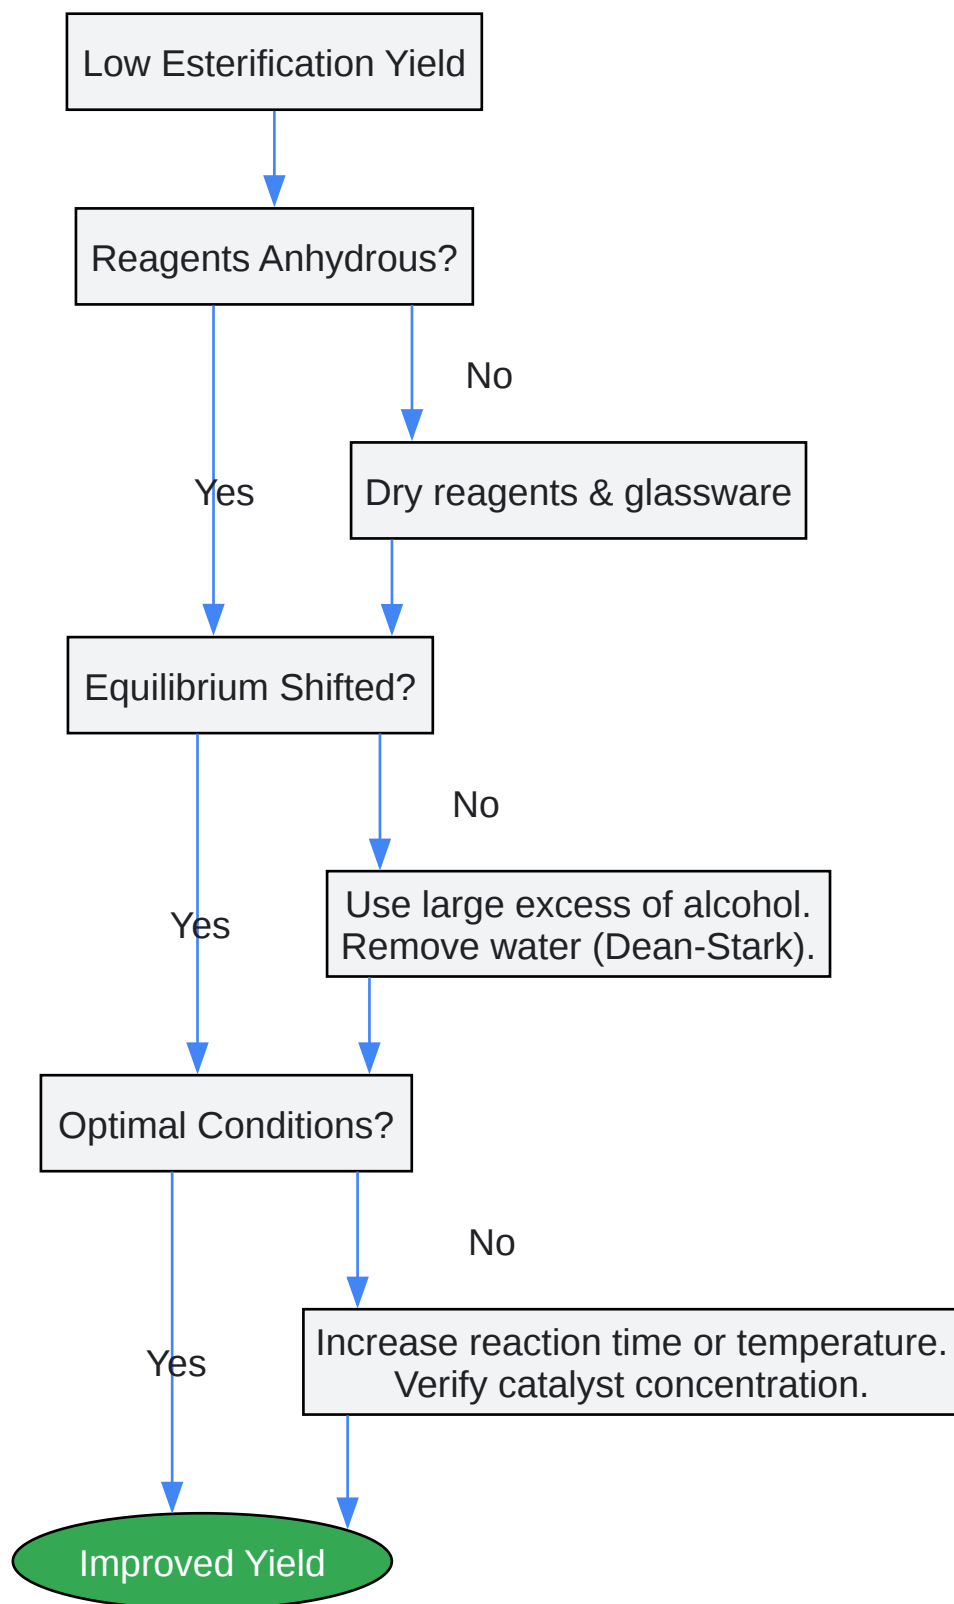 Low Esterification Yield
Reagents Anhydrous?
No
Yes
Dry reagents & glassware
Equilibrium Shifted?
No
Use large excess of alcohol.
Yes
Remove water (Dean-Stark).
Optimal Conditions?
No
Increase reaction time or temperature.
Yes
Verify catalyst concentration.
Improved Yield